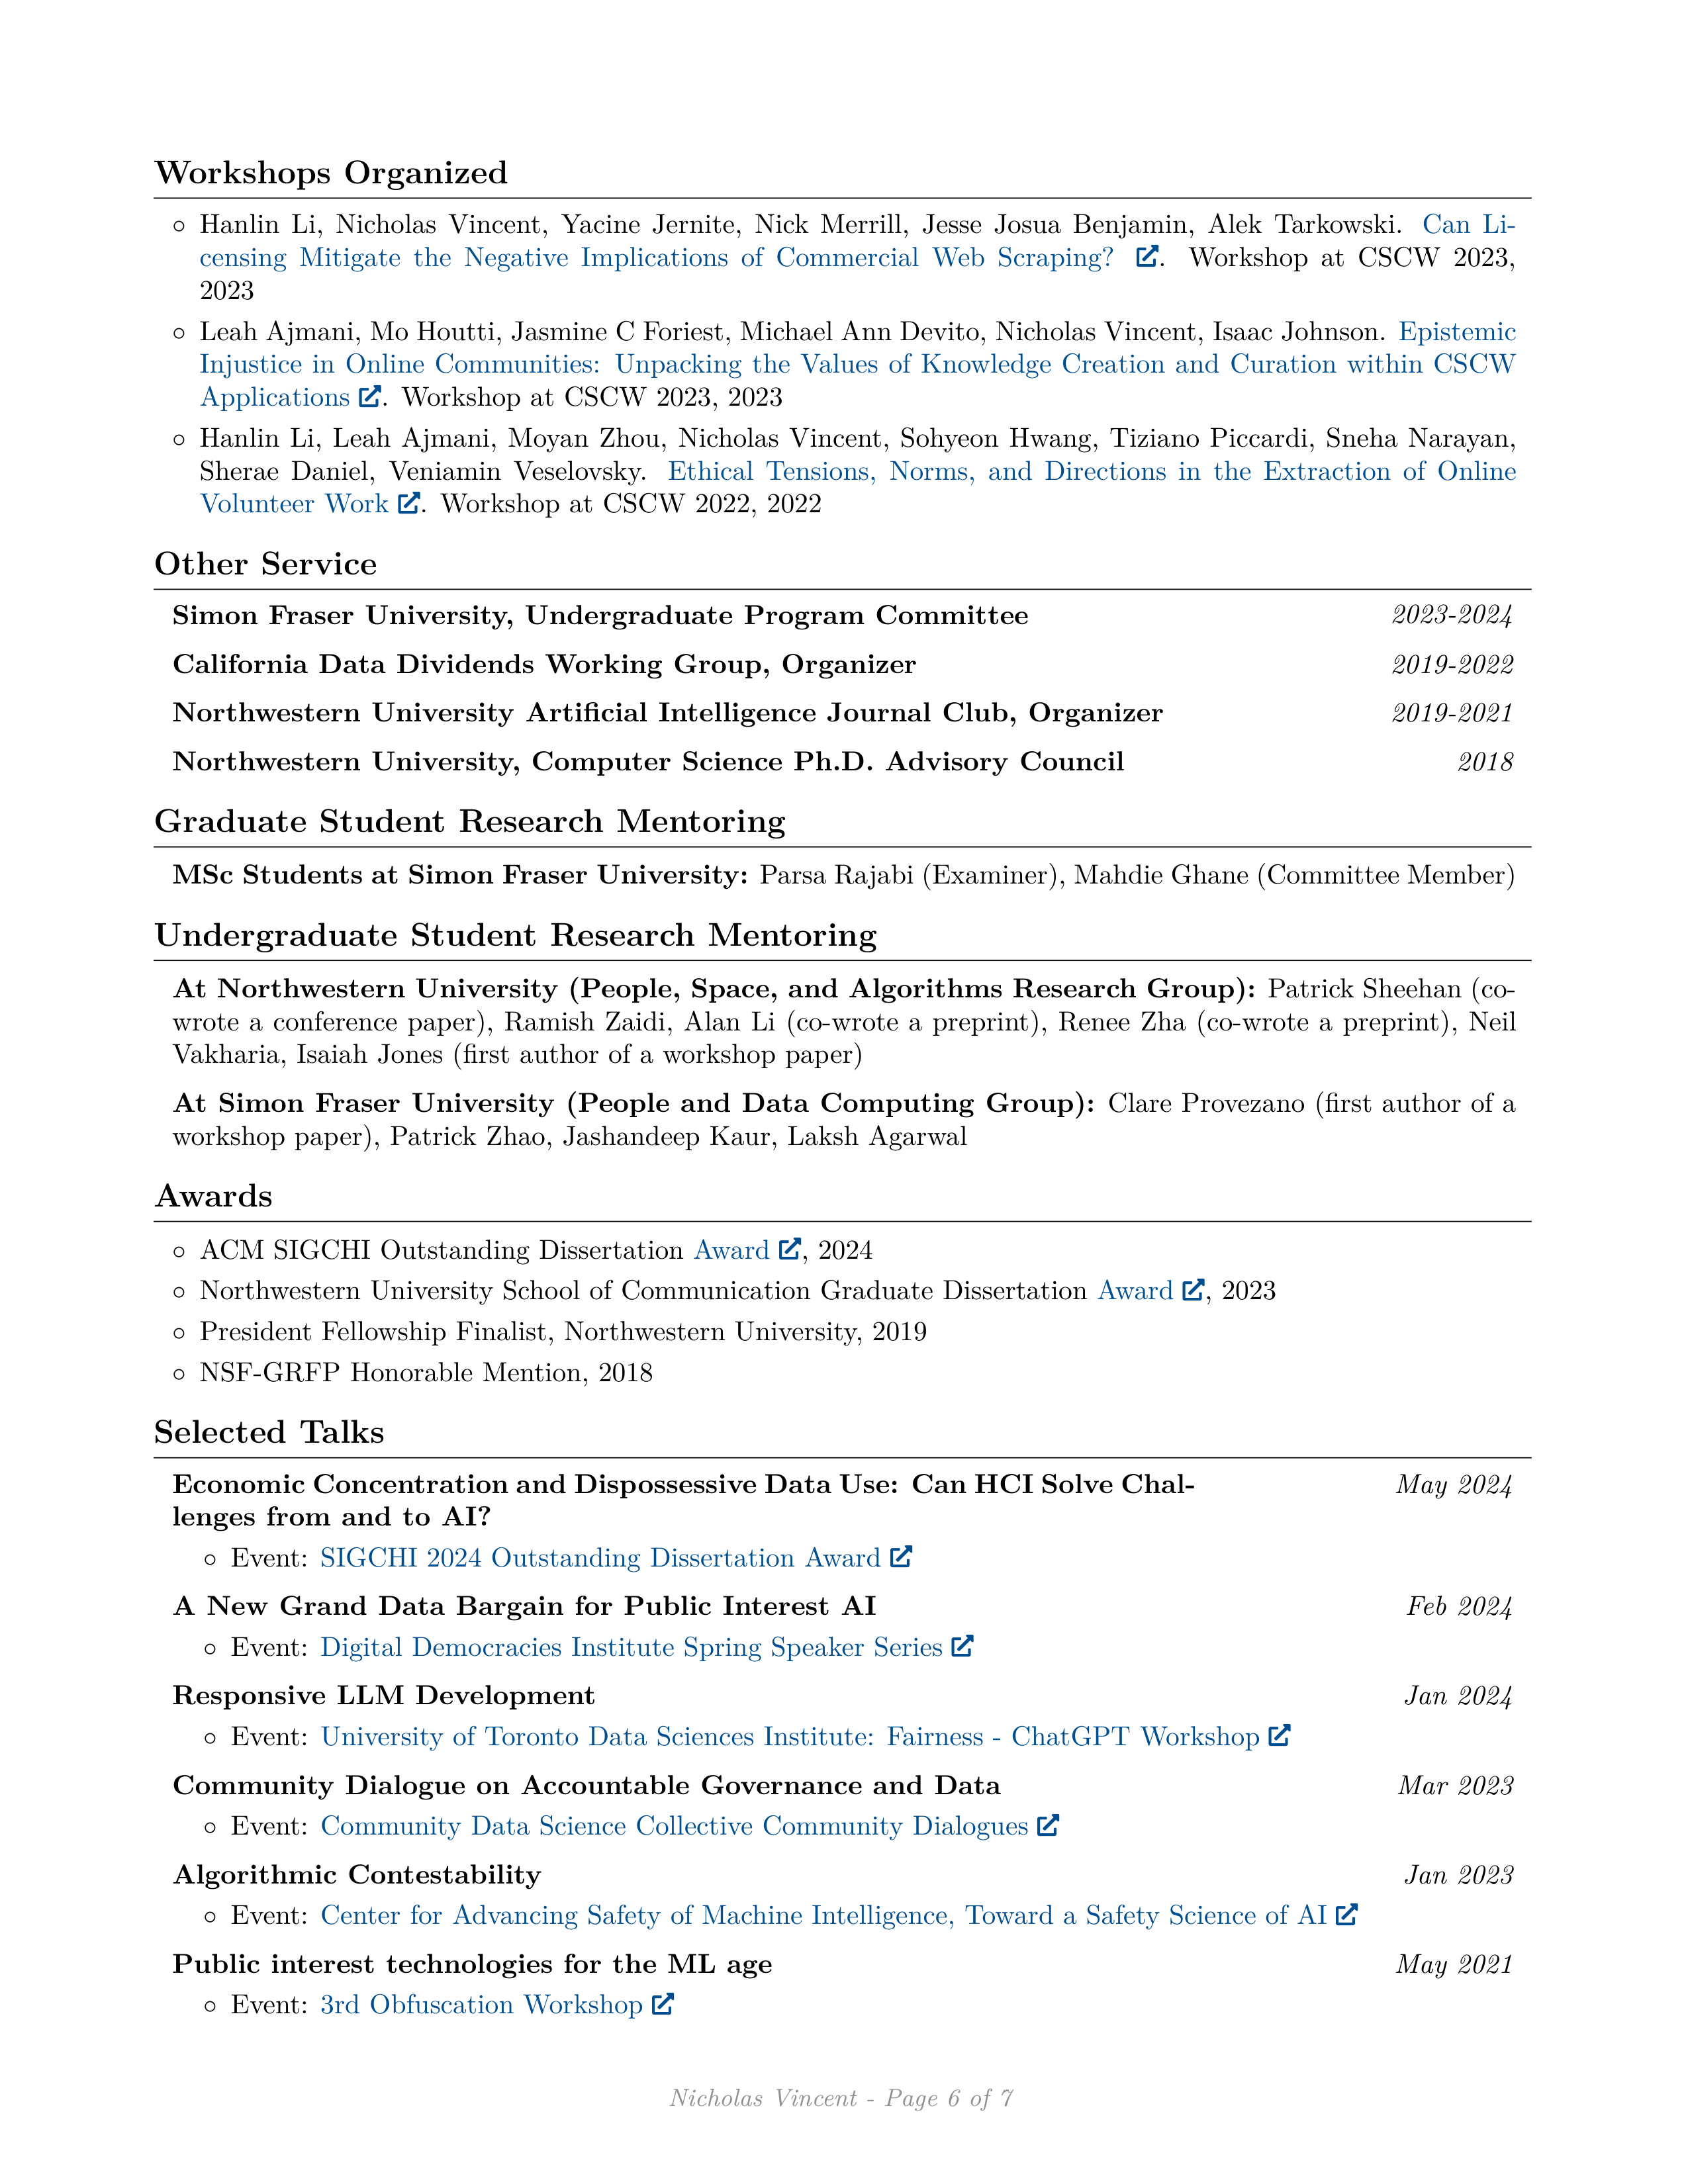 Workshops Organized
◦ Hanlin Li, Nicholas Vincent, Yacine Jernite, Nick Merrill, Jesse Josua Benjamin, Alek Tarkowski. Can Li-
censing Mitigate the Negative Implications of Commercial Web Scraping? . Workshop at CSCW 2023,
2023
◦ Leah Ajmani, Mo Houtti, Jasmine C Foriest, Michael Ann Devito, Nicholas Vincent, Isaac Johnson. Epistemic
Injustice in Online Communities: Unpacking the Values of Knowledge Creation and Curation within CSCW
Applications . Workshop at CSCW 2023, 2023
◦ Hanlin Li, Leah Ajmani, Moyan Zhou, Nicholas Vincent, Sohyeon Hwang, Tiziano Piccardi, Sneha Narayan,
Sherae Daniel, Veniamin Veselovsky. Ethical Tensions, Norms, and Directions in the Extraction of Online
Volunteer Work . Workshop at CSCW 2022, 2022
Other Service
Simon Fraser University, Undergraduate Program Committee 2023-2024
California Data Dividends Working Group, Organizer 2019-2022
Northwestern University Artificial Intelligence Journal Club, Organizer 2019-2021
Northwestern University, Computer Science Ph.D. Advisory Council 2018
Graduate Student Research Mentoring
MSc Students at Simon Fraser University: Parsa Rajabi (Examiner), Mahdie Ghane (Committee Member)
Undergraduate Student Research Mentoring
At Northwestern University (People, Space, and Algorithms Research Group): Patrick Sheehan (co-
wrote a conference paper), Ramish Zaidi, Alan Li (co-wrote a preprint), Renee Zha (co-wrote a preprint), Neil
Vakharia, Isaiah Jones (first author of a workshop paper)
At Simon Fraser University (People and Data Computing Group): Clare Provezano (first author of a
workshop paper), Patrick Zhao, Jashandeep Kaur, Laksh Agarwal
Awards
◦ ACM SIGCHI Outstanding Dissertation Award , 2024
◦ Northwestern University School of Communication Graduate Dissertation Award , 2023
◦ President Fellowship Finalist, Northwestern University, 2019
◦ NSF-GRFP Honorable Mention, 2018
Selected Talks
Economic Concentration and Dispossessive Data Use: Can HCI Solve Chal- May 2024
lenges from and to AI?
◦ Event: SIGCHI 2024 Outstanding Dissertation Award
A New Grand Data Bargain for Public Interest AI Feb 2024
◦ Event: Digital Democracies Institute Spring Speaker Series
Responsive LLM Development Jan 2024
◦ Event: University of Toronto Data Sciences Institute: Fairness - ChatGPT Workshop
Community Dialogue on Accountable Governance and Data Mar 2023
◦ Event: Community Data Science Collective Community Dialogues
Algorithmic Contestability Jan 2023
◦ Event: Center for Advancing Safety of Machine Intelligence, Toward a Safety Science of AI
Public interest technologies for the ML age May 2021
◦ Event: 3rd Obfuscation Workshop
Nicholas Vincent - Page 6 of 7